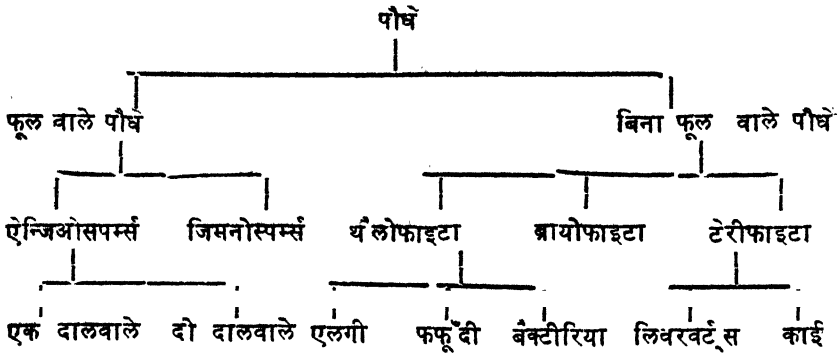 पौधें
फूल वाले पौधें बिना फूल वाले पौधें
ऐन्जिओसपर्म्स जिमनोस्पर्म्स थैलोफाइटा ब्रायोफाइटा टेरीफाइटा
एक दालवाले दो दालवाले एलगी फफूँदी बैक्टीरिया लिवरवर्ट्स काई